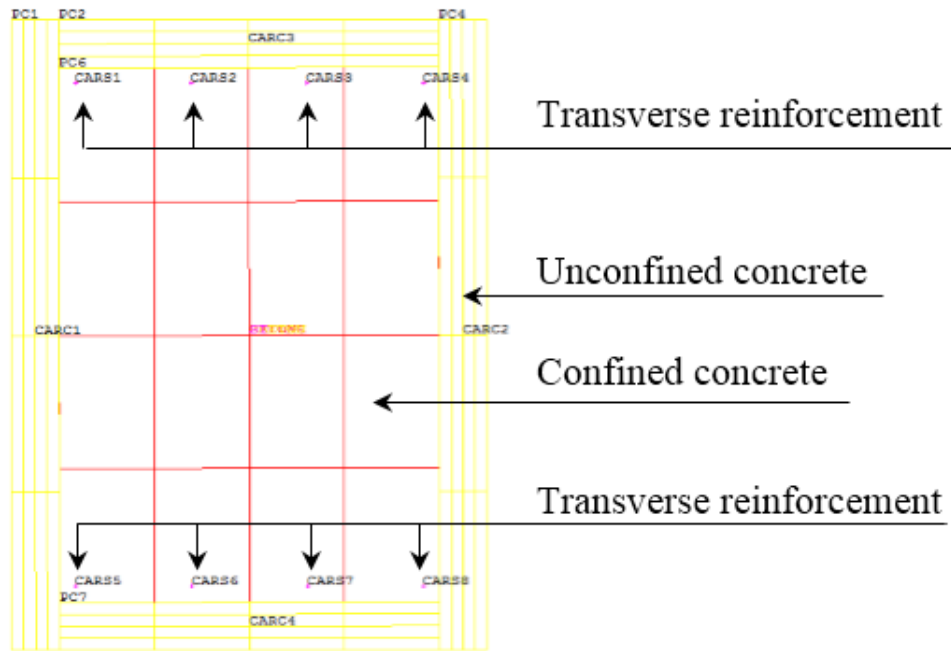 PC1 PC2 PC4
CARC3
PC6
CARS1 CARS2 CARS3 CARS4
Transverse reinforcement
Unconfined concrete
CARC1 CARC2
Confined concrete
Transverse reinforcement
CARS5 CARS6 CARS7 CARS8
PC7
CARC4